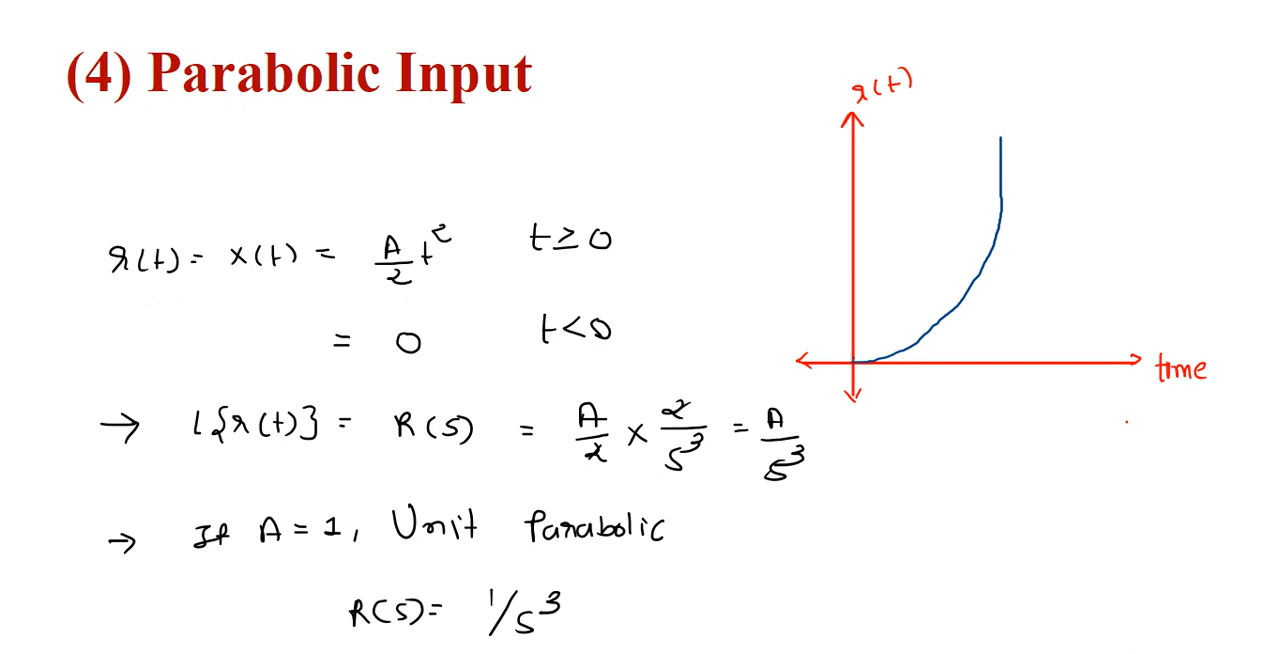 (4) Parabolic Input
r(t)
r(t) = x(t) = A/2 t² t ≥ 0
= 0 t < 0
time
→ L{r(t)} = R(s) = A/2 × 2/s³ = A/s³
→ If A = 1, Unit Parabolic
R(s) = 1/s³